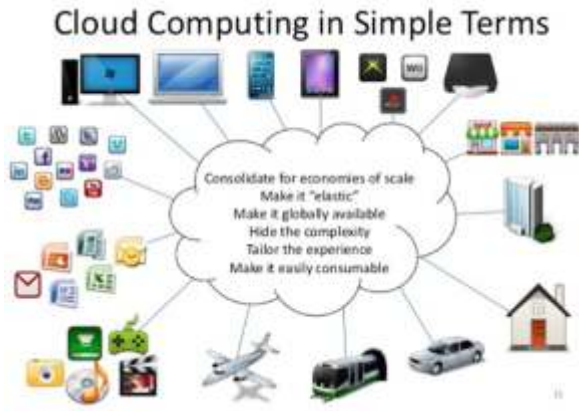 Cloud Computing in Simple Terms
Wii
Consolidate for economies of scale
Make it "elastic"
Make it globally available
Hide the complexity
Tailor the experience
Make it easily consumable